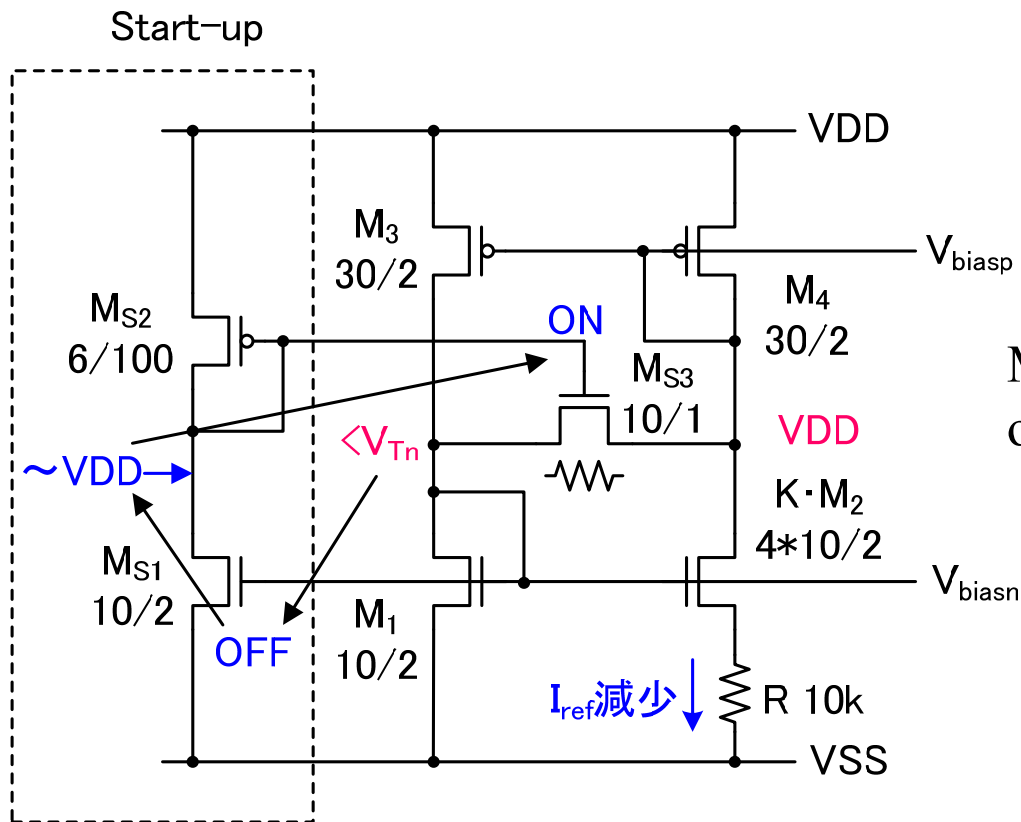 Start-up
VDD
M3
30/2
Vbiasp
M4
30/2
MS2
6/100
ON
MS3
10/1
<VTn
VDD
～VDD
K・M2
4*10/2
MS1
10/2
Vbiasn
M1
10/2
OFF
Iref減少
R 10k
VSS